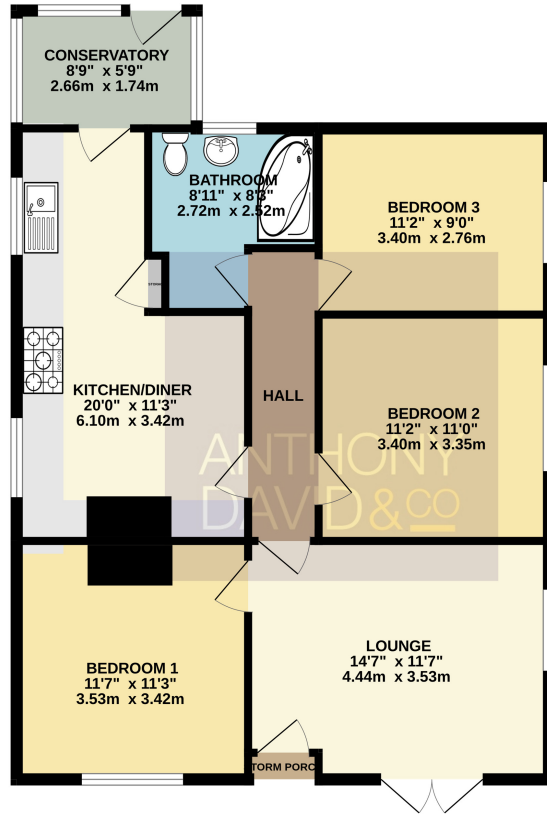 CONSERVATORY
8'9" x 5'9"
2.66m x 1.74m
BATHROOM
8'11" x 8'3"
2.72m x 2.52m
BEDROOM 3
11'2" x 9'0"
3.40m x 2.76m
KITCHEN/DINER
20'0" x 11'3"
6.10m x 3.42m
HALL
BEDROOM 2
11'2" x 11'0"
3.40m x 3.35m
ANTHONY
DAVID&CO
BEDROOM 1
11'7" x 11'3"
3.53m x 3.42m
LOUNGE
14'7" x 11'7"
4.44m x 3.53m
TORM PORC